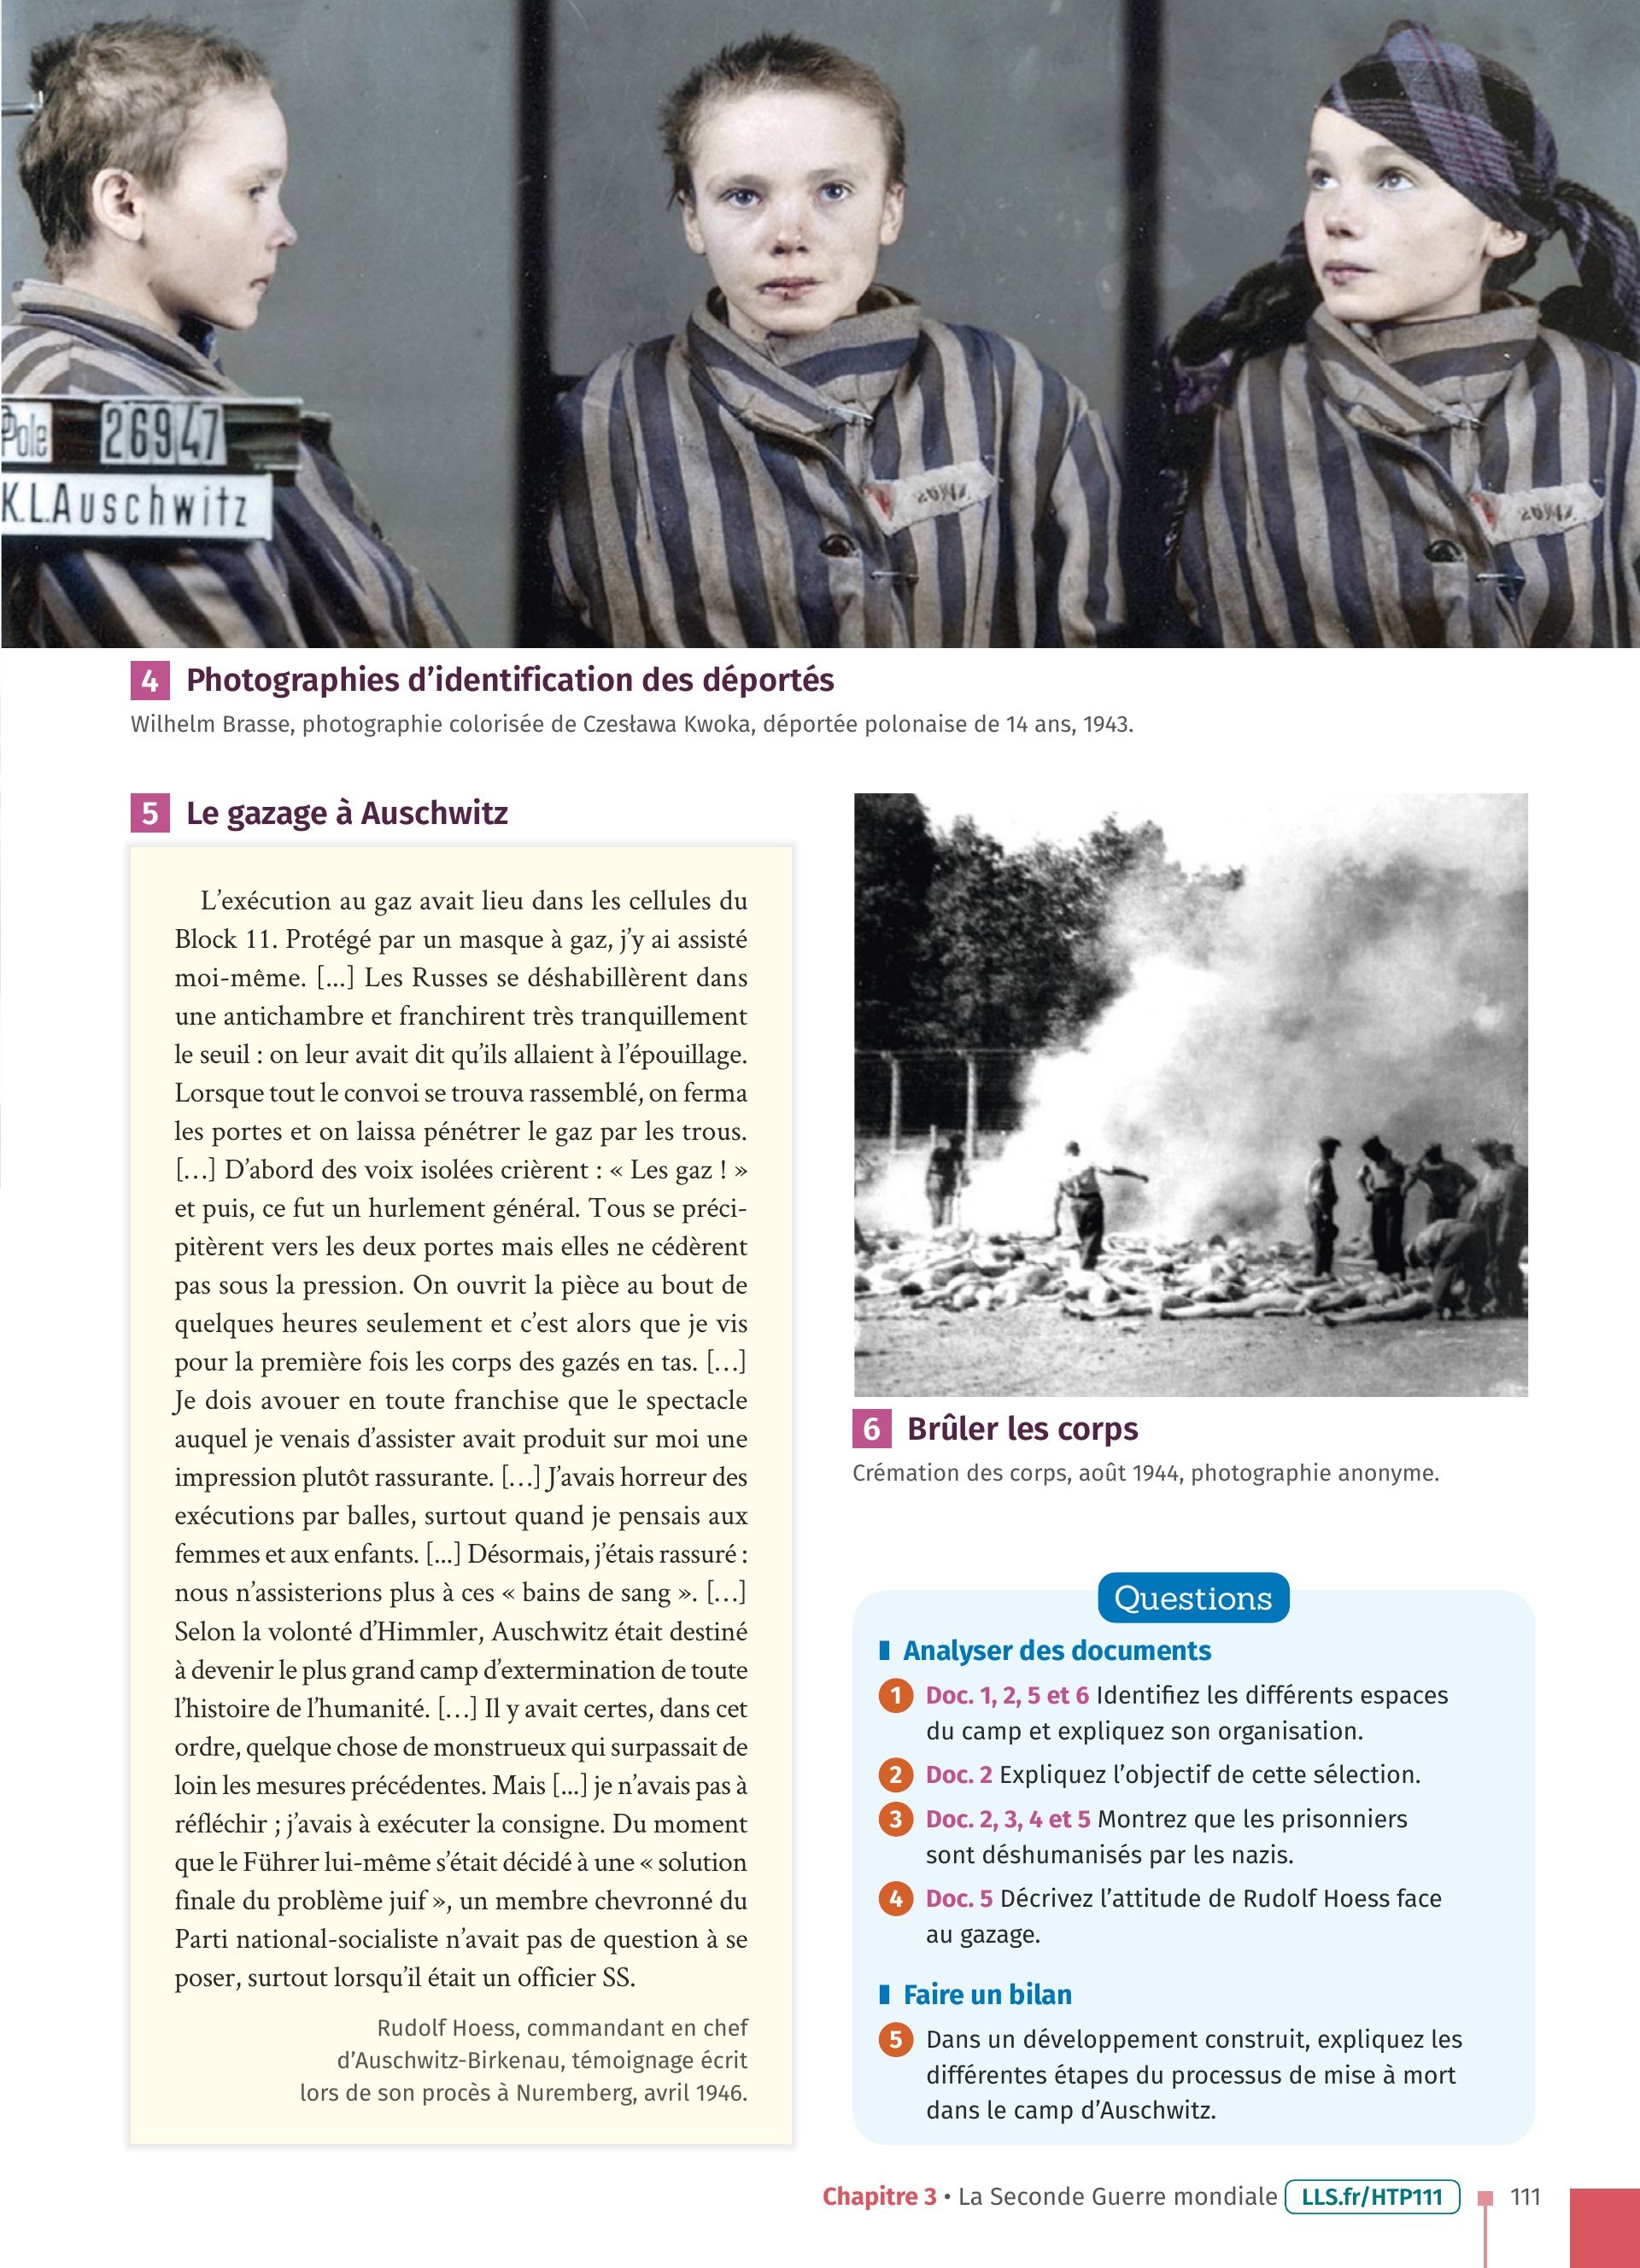 Pole 26947
K.L.Auschwitz
4 Photographies d’identification des déportés
Wilhelm Brasse, photographie colorisée de Czesława Kwoka, déportée polonaise de 14 ans, 1943.
5 Le gazage à Auschwitz
L’exécution au gaz avait lieu dans les cellules du
Block 11. Protégé par un masque à gaz, j’y ai assisté
moi-même. [...] Les Russes se déshabillèrent dans
une antichambre et franchirent très tranquillement
le seuil : on leur avait dit qu’ils allaient à l’épouillage.
Lorsque tout le convoi se trouva rassemblé, on ferma
les portes et on laissa pénétrer le gaz par les trous.
[…] D’abord des voix isolées crièrent : « Les gaz ! »
et puis, ce fut un hurlement général. Tous se préci-
pitèrent vers les deux portes mais elles ne cédèrent
pas sous la pression. On ouvrit la pièce au bout de
quelques heures seulement et c’est alors que je vis
pour la première fois les corps des gazés en tas. […]
Je dois avouer en toute franchise que le spectacle
auquel je venais d’assister avait produit sur moi une
impression plutôt rassurante. […] J’avais horreur des
exécutions par balles, surtout quand je pensais aux
femmes et aux enfants. [...] Désormais, j’étais rassuré :
nous n’assisterions plus à ces « bains de sang ». […]
Selon la volonté d’Himmler, Auschwitz était destiné
à devenir le plus grand camp d’extermination de toute
l’histoire de l’humanité. […] Il y avait certes, dans cet
ordre, quelque chose de monstrueux qui surpassait de
loin les mesures précédentes. Mais [...] je n’avais pas à
réfléchir ; j’avais à exécuter la consigne. Du moment
que le Führer lui-même s’était décidé à une « solution
finale du problème juif », un membre chevronné du
Parti national-socialiste n’avait pas de question à se
poser, surtout lorsqu’il était un officier SS.
Rudolf Hoess, commandant en chef
d’Auschwitz-Birkenau, témoignage écrit
lors de son procès à Nuremberg, avril 1946.
6 Brûler les corps
Crémation des corps, août 1944, photographie anonyme.
Questions
Analyser des documents
1 Doc. 1, 2, 5 et 6 Identifiez les différents espaces
du camp et expliquez son organisation.
2 Doc. 2 Expliquez l’objectif de cette sélection.
3 Doc. 2, 3, 4 et 5 Montrez que les prisonniers
sont déshumanisés par les nazis.
4 Doc. 5 Décrivez l’attitude de Rudolf Hoess face
au gazage.
Faire un bilan
5 Dans un développement construit, expliquez les
différentes étapes du processus de mise à mort
dans le camp d’Auschwitz.
Chapitre 3 • La Seconde Guerre mondiale LLS.fr/HTP111 111